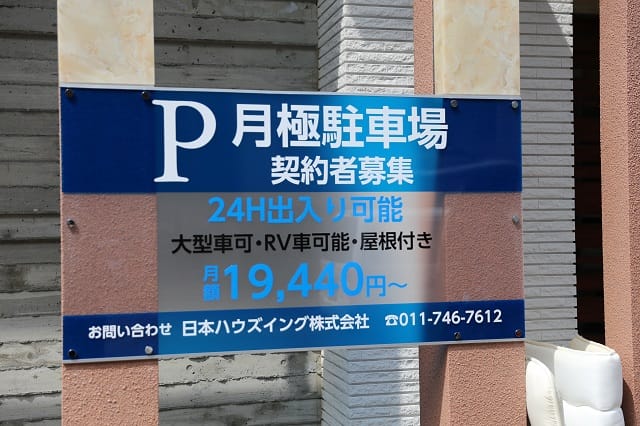 P 月極駐車場
契約者募集
24H出入り可能
大型車可・RV車可能・屋根付き
月額19,440円～
お問い合わせ 日本ハウズイング株式会社 ☎011-746-7612